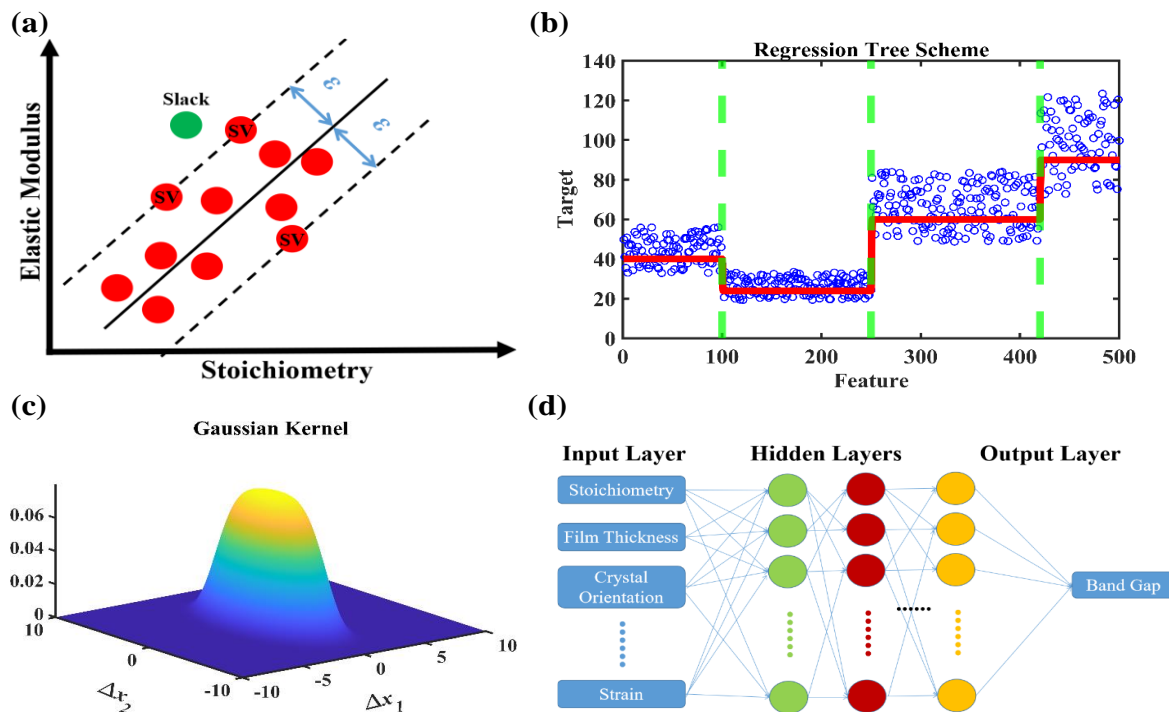 (a)
Elastic Modulus
Slack
SV
SV
SV
ε
ε
Stoichiometry
(b)
Regression Tree Scheme
Target
140
120
100
80
60
40
20
0
0 100 200 300 400 500
Feature
(c)
Gaussian Kernel
0.06
0.04
0.02
0
10
0
-10
Δx2
-10
-5
0
5
10
Δx1
(d)
Input Layer Hidden Layers Output Layer
Stoichiometry
Film Thickness
Crystal
Orientation
Strain
Band Gap